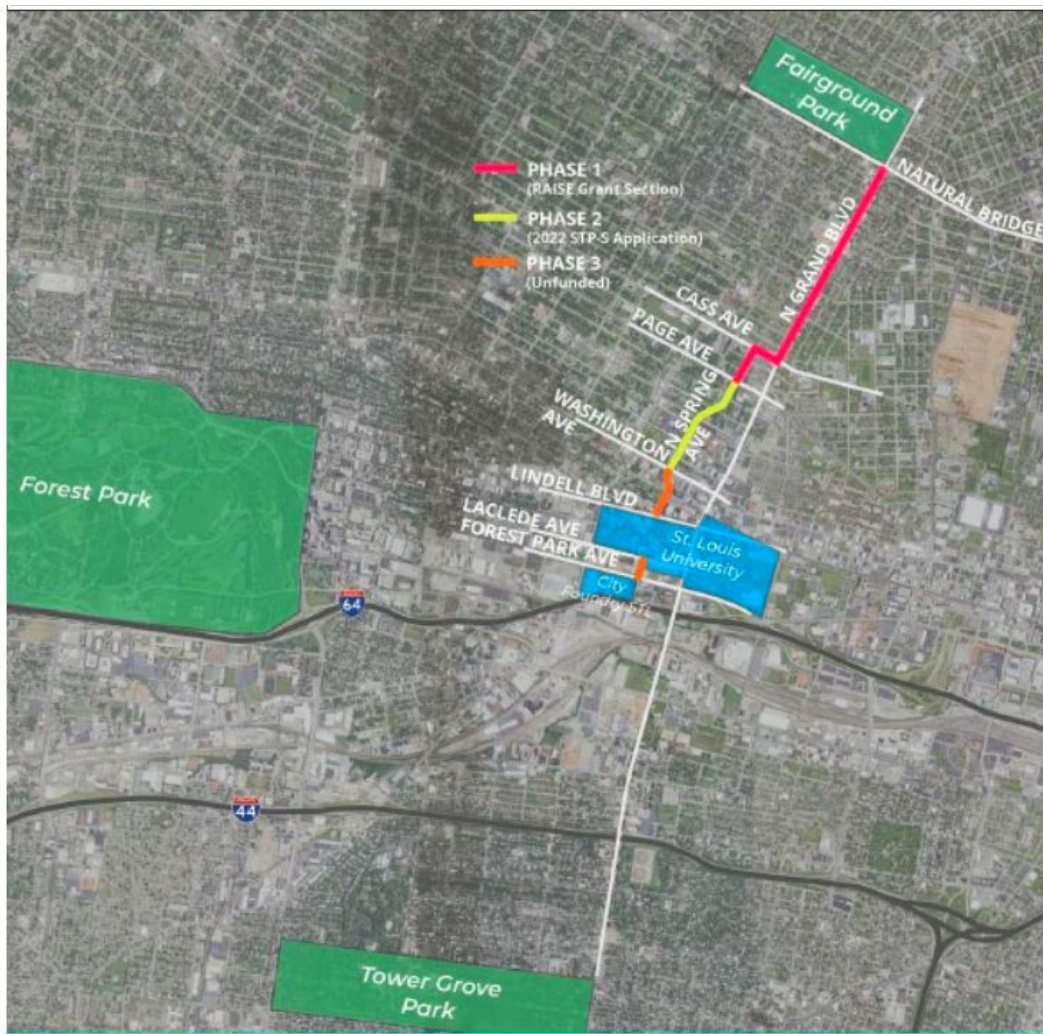 Fairground
Park
PHASE 1
(RAISE Grant Section)
PHASE 2
(2022 STP-S Application)
PHASE 3
(Unfunded)
NATURAL BRIDGE
N GRAND BLVD
CASS AVE
PAGE AVE
N SPRING
AVE
WASHINGTON
AVE
LINDELL BLVD
LACLEDE AVE
FOREST PARK AVE
St. Louis
University
City
Foundry STL
Forest Park
64
44
Tower Grove
Park